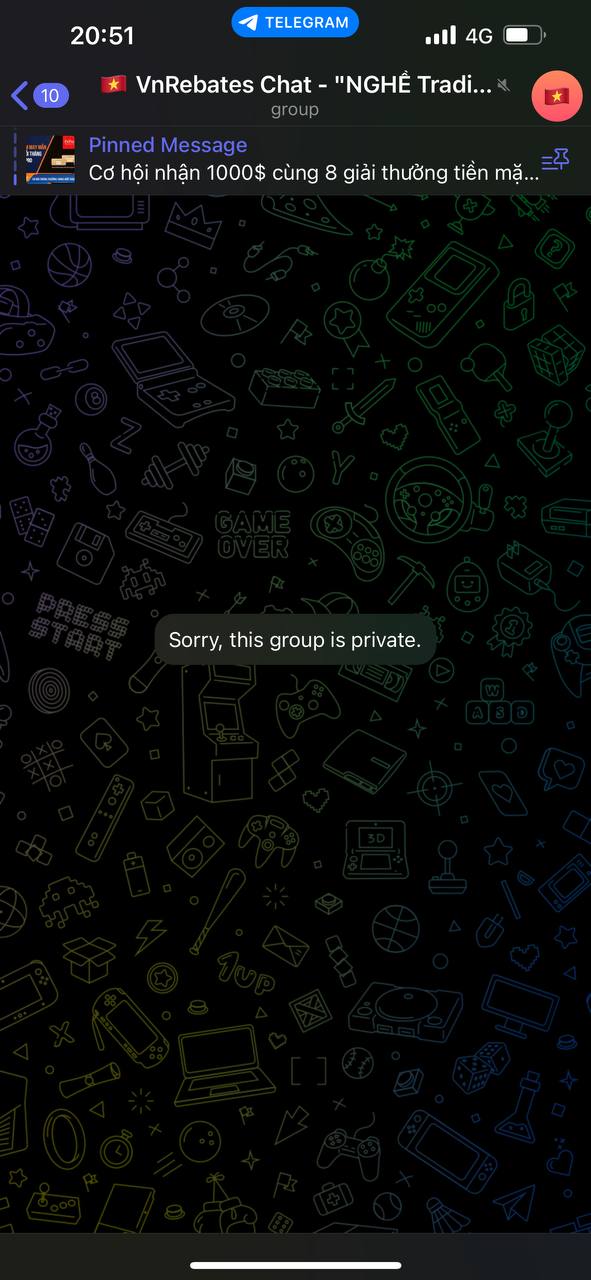 20:51
TELEGRAM
4G
10
🇻🇳 VnRebates Chat - "NGHỀ Tradi...
group
Pinned Message
Cơ hội nhận 1000$ cùng 8 giải thưởng tiền mặ...
GAME
OVER
PRESS
START
Sorry, this group is private.
W
A S D
3D
1UP